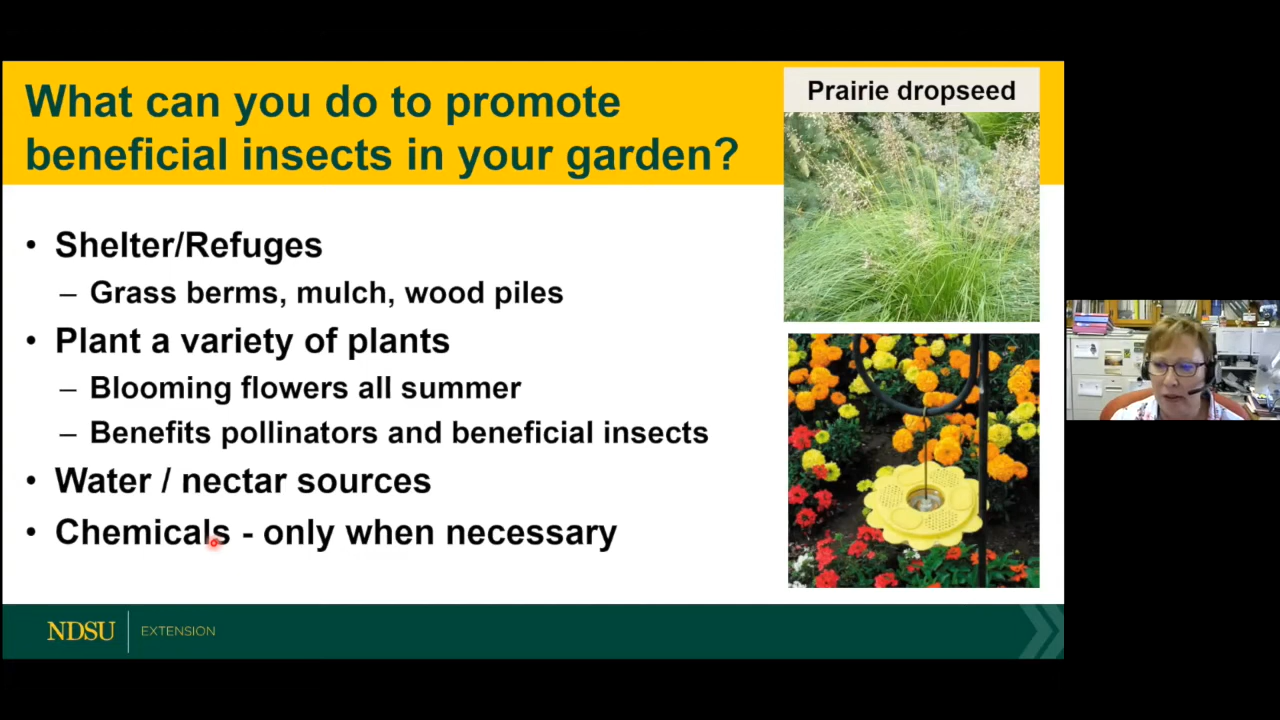 What can you do to promote
beneficial insects in your garden?
Prairie dropseed
• Shelter/Refuges
– Grass berms, mulch, wood piles
• Plant a variety of plants
– Blooming flowers all summer
– Benefits pollinators and beneficial insects
• Water / nectar sources
• Chemicals - only when necessary
NDSU EXTENSION